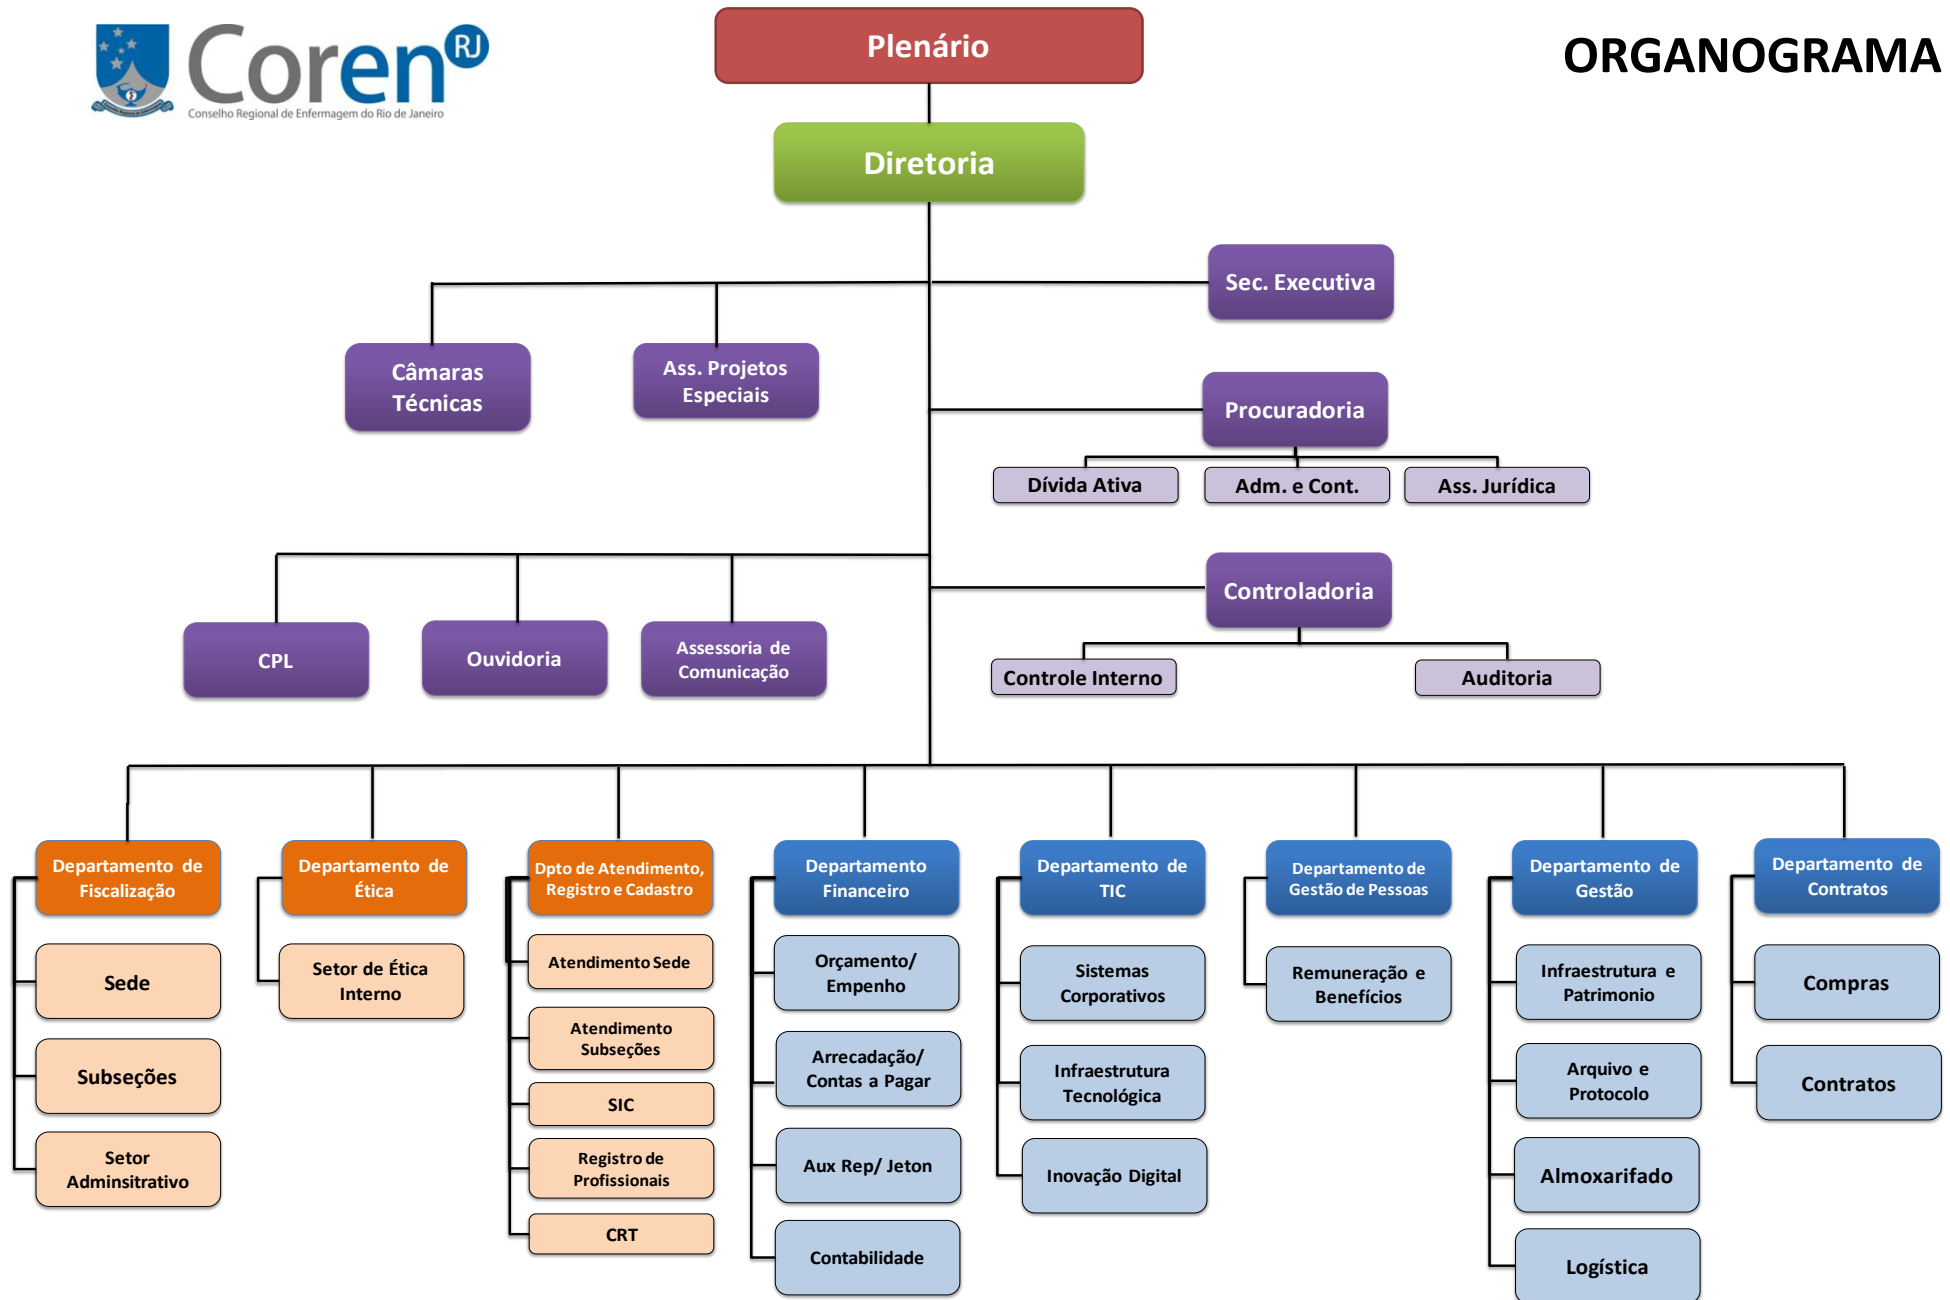 Coren RJ
Conselho Regional de Enfermagem do Rio de Janeiro
Plenário
ORGANOGRAMA
Diretoria
Sec. Executiva
Câmaras
Técnicas
Ass. Projetos
Especiais
Procuradoria
Dívida Ativa
Adm. e Cont.
Ass. Jurídica
Controladoria
CPL
Ouvidoria
Assessoria de
Comunicação
Controle Interno
Auditoria
Departamento de
Fiscalização
Sede
Subseções
Setor
Adminsitrativo
Departamento de
Ética
Setor de Ética
Interno
Dpto de Atendimento,
Registro e Cadastro
Atendimento Sede
Atendimento
Subseções
SIC
Registro de
Profissionais
CRT
Departamento
Financeiro
Orçamento/
Empenho
Arrecadação/
Contas a Pagar
Aux Rep/ Jeton
Contabilidade
Departamento de
TIC
Sistemas
Corporativos
Infraestrutura
Tecnológica
Inovação Digital
Departamento de
Gestão de Pessoas
Remuneração e
Benefícios
Departamento de
Gestão
Infraestrutura e
Patrimonio
Arquivo e
Protocolo
Almoxarifado
Logística
Departamento de
Contratos
Compras
Contratos